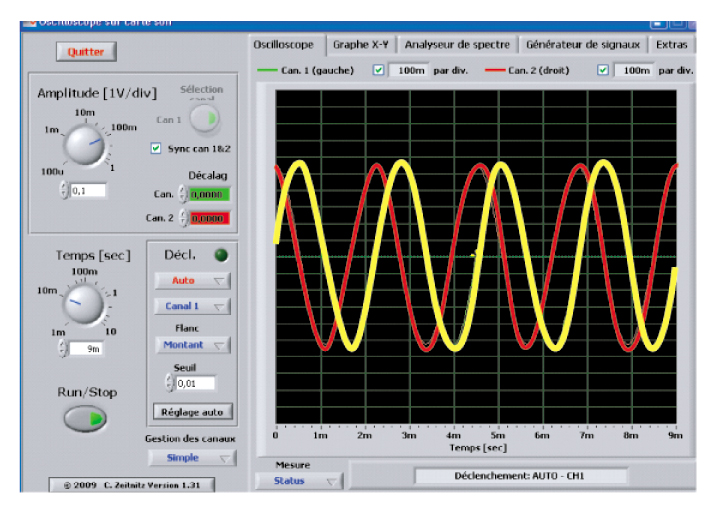 Oscilloscope sur carte son
Quitter
Amplitude [1V/div]
Sélection
canal
10m
1m
100m
Can 1
100u
1
Sync can 1&2
0,1
Décalag
Can. 0,0000
Can. 2 0,0000
Temps [sec]
100m
10m
1
1m
10
9m
Run/Stop
Décl.
Auto
Canal 1
Flanc
Montant
Seuil
0,01
Réglage auto
Gestion des canaux
Simple
© 2009 C. Zeitnitz Version 1.31
Oscilloscope Graphe X-Y Analyseur de spectre Générateur de signaux Extras
Can. 1 (gauche) 100m par div. Can. 2 (droit) 100m par div.
0 1m 2m 3m 4m 5m 6m 7m 8m 9m
Temps [sec]
Mesure
Status
Déclenchement: AUTO - CH1